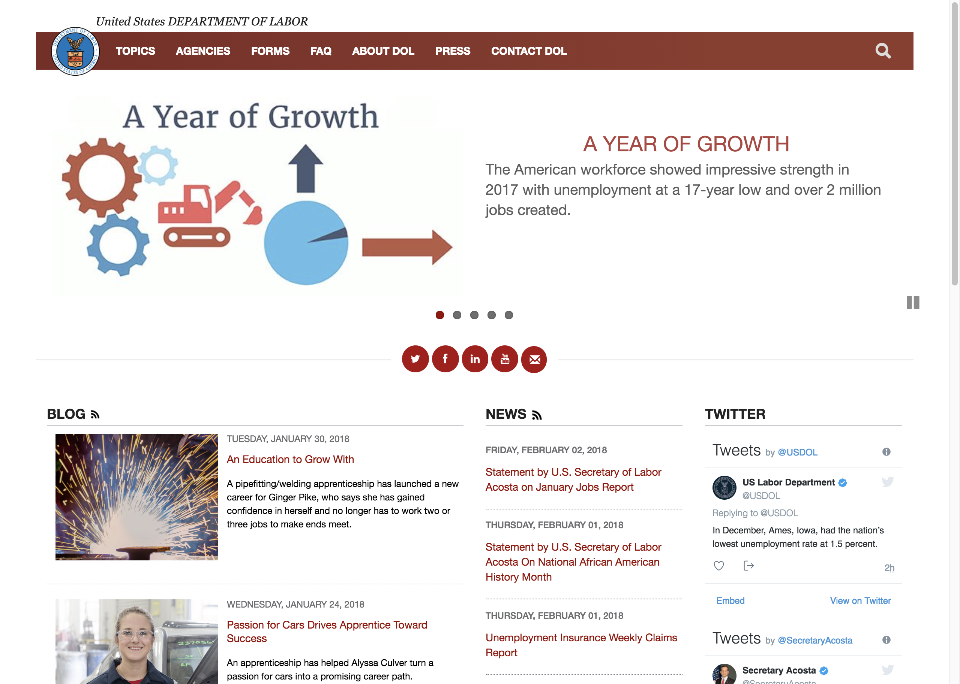 United States DEPARTMENT OF LABOR
TOPICS AGENCIES FORMS FAQ ABOUT DOL PRESS CONTACT DOL
A Year of Growth
A YEAR OF GROWTH
The American workforce showed impressive strength in
2017 with unemployment at a 17-year low and over 2 million
jobs created.
BLOG
TUESDAY, JANUARY 30, 2018
An Education to Grow With
A pipefitting/welding apprenticeship has launched a new
career for Ginger Pike, who says she has gained
confidence in herself and no longer has to work two or
three jobs to make ends meet.
WEDNESDAY, JANUARY 24, 2018
Passion for Cars Drives Apprentice Toward
Success
An apprenticeship has helped Alyssa Culver turn a
passion for cars into a promising career path.
NEWS
FRIDAY, FEBRUARY 02, 2018
Statement by U.S. Secretary of Labor
Acosta on January Jobs Report
THURSDAY, FEBRUARY 01, 2018
Statement by U.S. Secretary of Labor
Acosta On National African American
History Month
THURSDAY, FEBRUARY 01, 2018
Unemployment Insurance Weekly Claims
Report
TWITTER
Tweets by @USDOL
US Labor Department
@USDOL
Replying to @USDOL
In December, Ames, Iowa, had the nation's
lowest unemployment rate at 1.5 percent.
2h
Embed View on Twitter
Tweets by @SecretaryAcosta
Secretary Acosta
@SecretaryAcosta